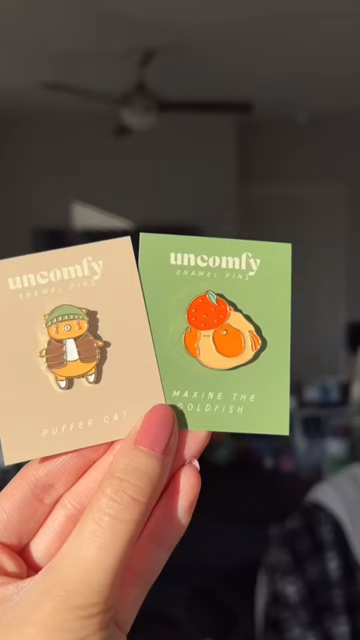 uncomfy
ENAMEL PINS
PUFFER CAT
uncomfy
ENAMEL PINS
MAXINE THE
GOLDFISH